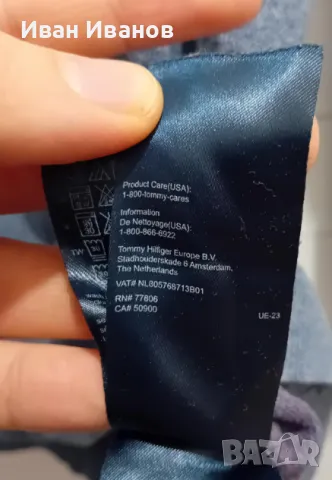 Иван Иванов
Product Care(USA):
1-800-tommy-cares
Information
De Nettoyage(USA):
1-800-866-6922
Tommy Hilfiger Europe B.V.
Stadhouderskade 6 Amsterdam,
The Netherlands
VAT# NL805768713B01
RN# 77806
CA# 50900
UE-23
BAZAR